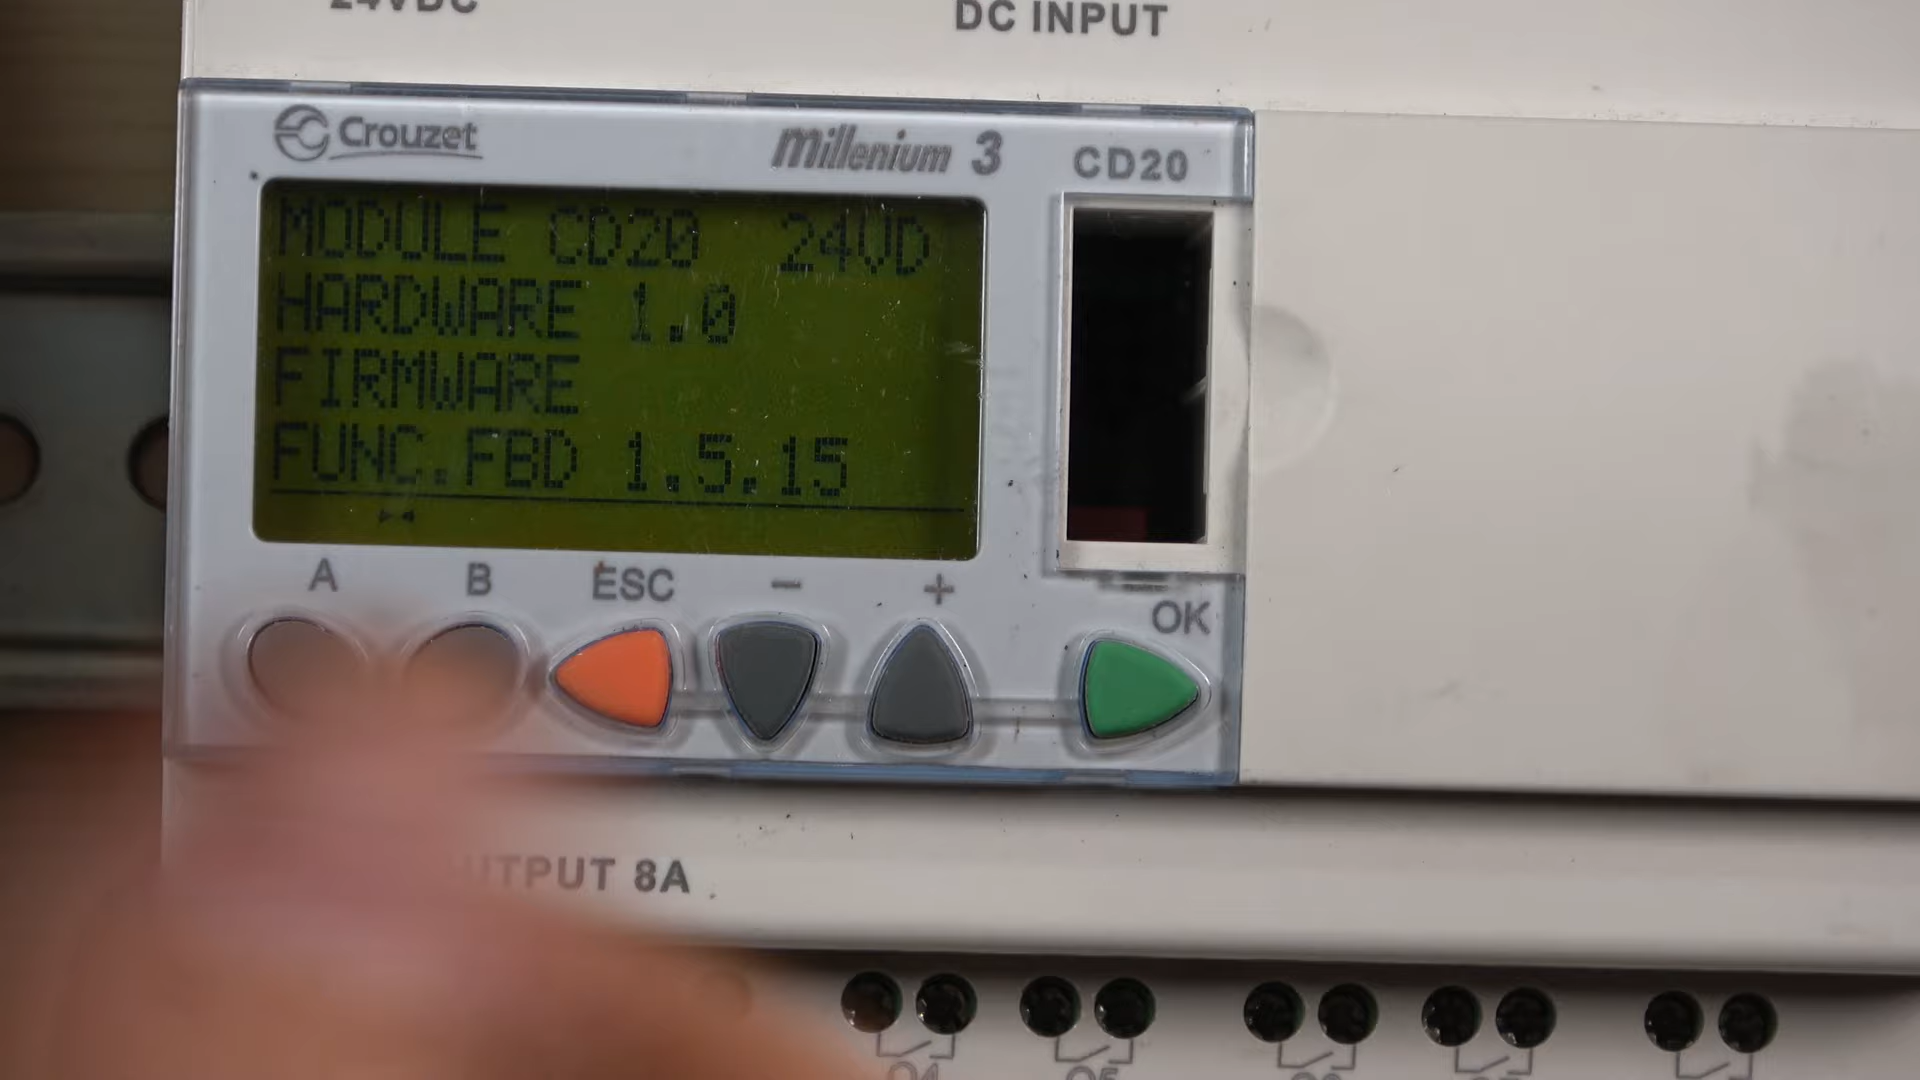 24VDC
DC INPUT
Crouzet
millenium 3
CD20
MODULE CD20 24VD
HARDWARE 1.0
FIRMWARE
FUNC.FBD 1.5.15
A B ESC - +
OK
UTPUT 8A